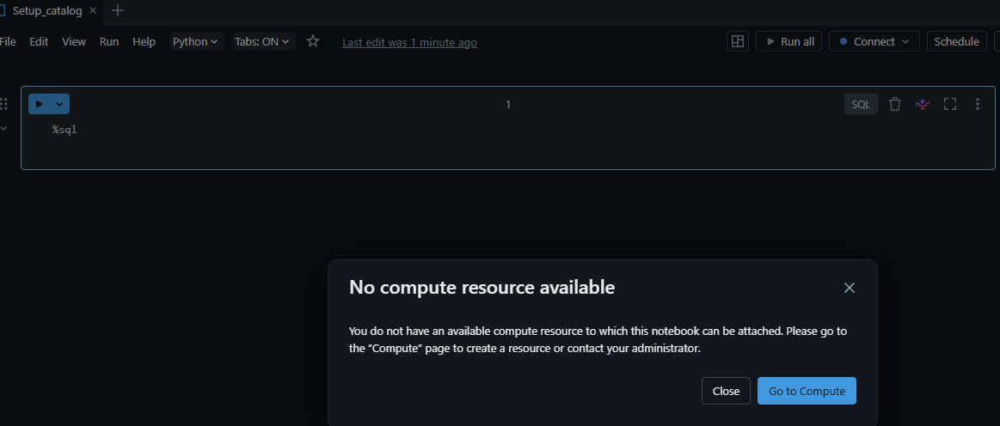 Setup_catalog
File Edit View Run Help Python Tabs: ON Last edit was 1 minute ago Run all Connect Schedule
1 SQL
%sql
No compute resource available
You do not have an available compute resource to which this notebook can be attached. Please go to
the “Compute” page to create a resource or contact your administrator.
Close Go to Compute